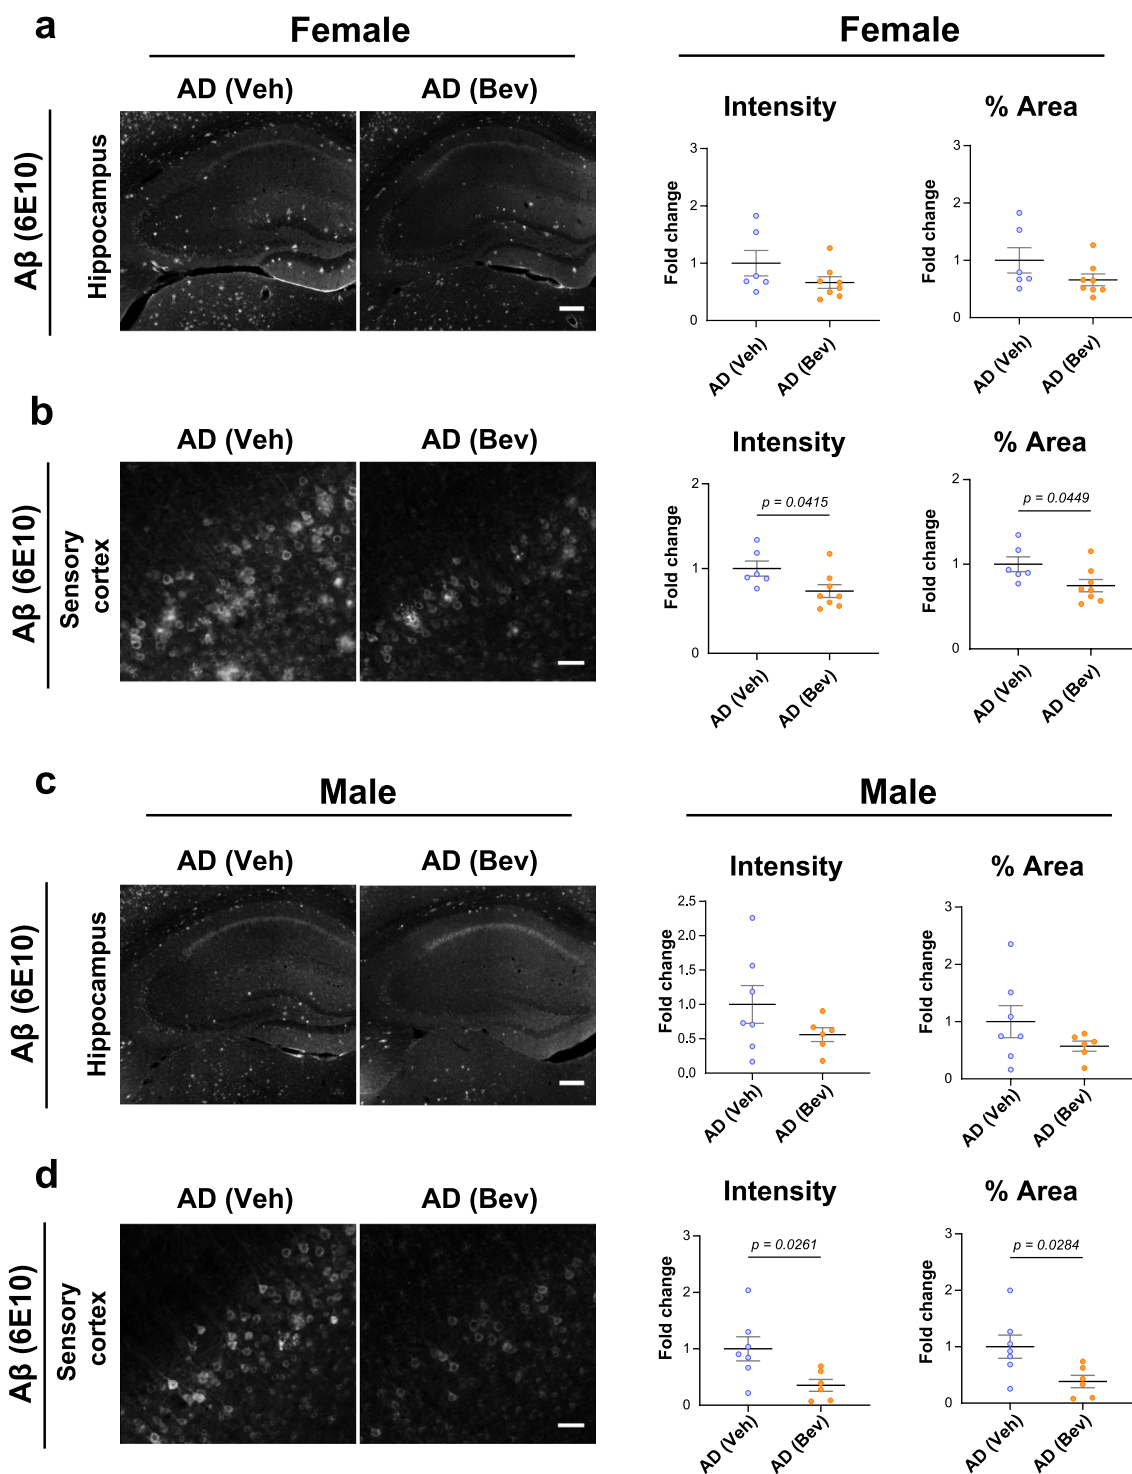 a
Female
Female
AD (Veh)
AD (Bev)
Aβ (6E10)
Hippocampus
Intensity
% Area
Fold change
3
2
1
0
AD (Veh)
AD (Bev)
Fold change
3
2
1
0
AD (Veh)
AD (Bev)
b
AD (Veh)
AD (Bev)
Aβ (6E10)
Sensory
cortex
Intensity
% Area
Fold change
2
1
0
p = 0.0415
AD (Veh)
AD (Bev)
Fold change
2
1
0
p = 0.0449
AD (Veh)
AD (Bev)
c
Male
Male
AD (Veh)
AD (Bev)
Aβ (6E10)
Hippocampus
Intensity
% Area
Fold change
2.5
2.0
1.5
1.0
0.5
0.0
AD (Veh)
AD (Bev)
Fold change
3
2
1
0
AD (Veh)
AD (Bev)
d
AD (Veh)
AD (Bev)
Aβ (6E10)
Sensory
cortex
Intensity
% Area
Fold change
3
2
1
0
p = 0.0261
AD (Veh)
AD (Bev)
Fold change
3
2
1
0
p = 0.0284
AD (Veh)
AD (Bev)